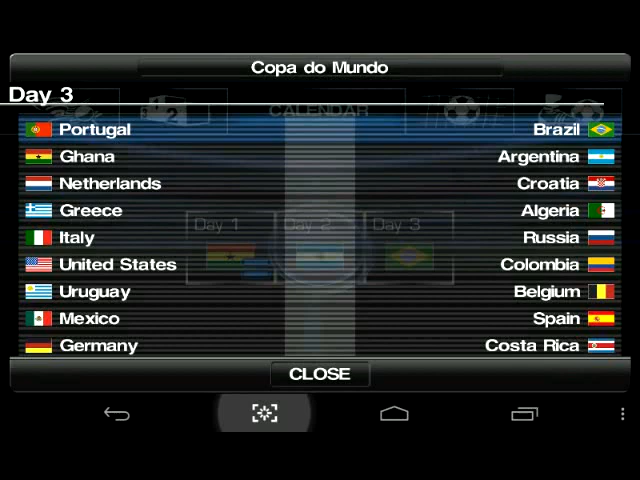 Copa do Mundo
Day 3
CALENDAR
Portugal Brazil
Ghana Argentina
Netherlands Croatia
Greece Algeria
Day 1 Day 2 Day 3
Italy Russia
United States Colombia
Uruguay Belgium
Mexico Spain
Germany Costa Rica
CLOSE